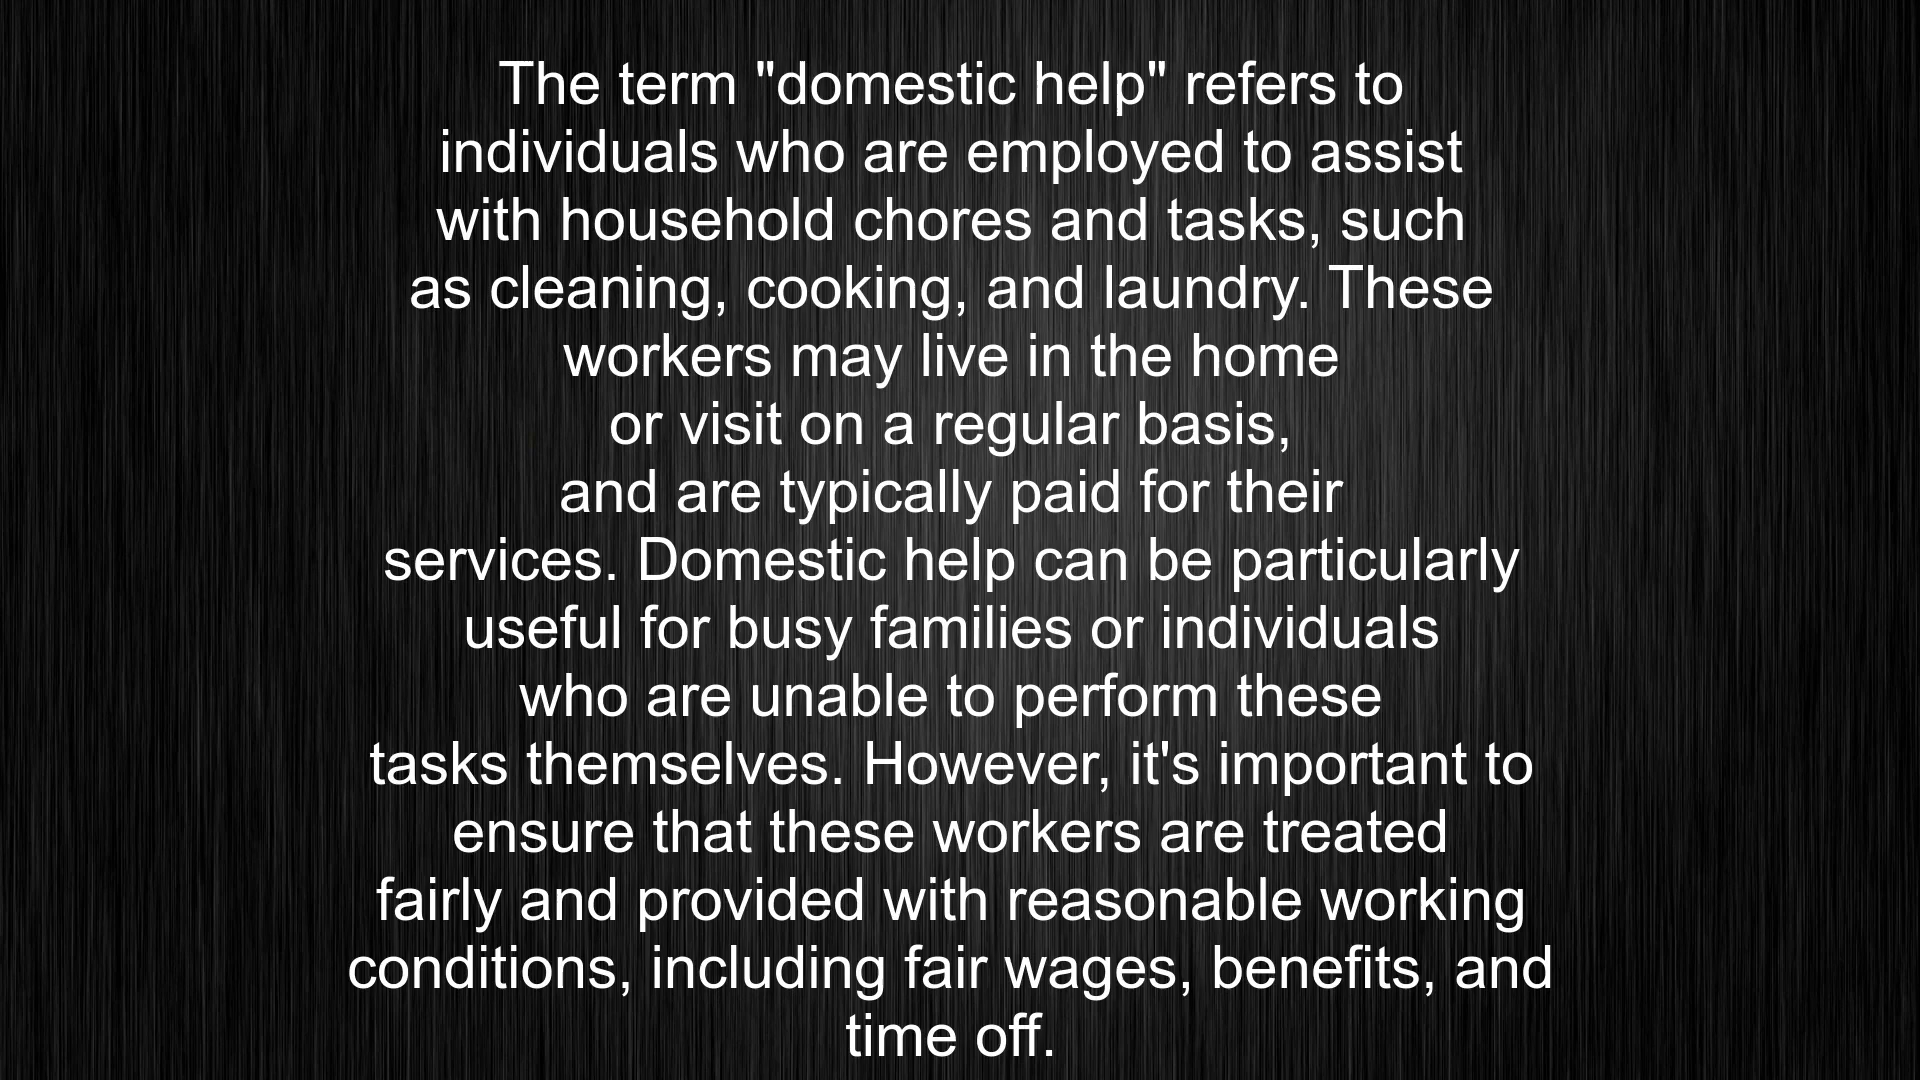 The term "domestic help" refers to
individuals who are employed to assist
with household chores and tasks, such
as cleaning, cooking, and laundry. These
workers may live in the home
or visit on a regular basis,
and are typically paid for their
services. Domestic help can be particularly
useful for busy families or individuals
who are unable to perform these
tasks themselves. However, it's important to
ensure that these workers are treated
fairly and provided with reasonable working
conditions, including fair wages, benefits, and
time off.